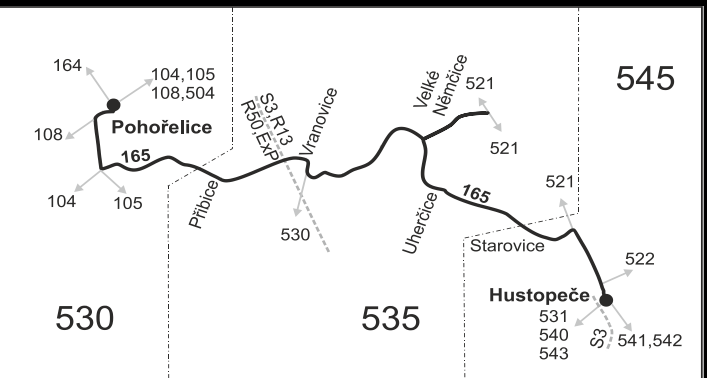 164
104,105
108,504
545
Pohořelice
108
165
104
105
Přibice
S3,R13
R50,ExP
Vranovice
530
Velké
Němčice
521
521
Uherčice
165
521
Starovice
522
Hustopeče
531
540
543
S3
541,542
530
535